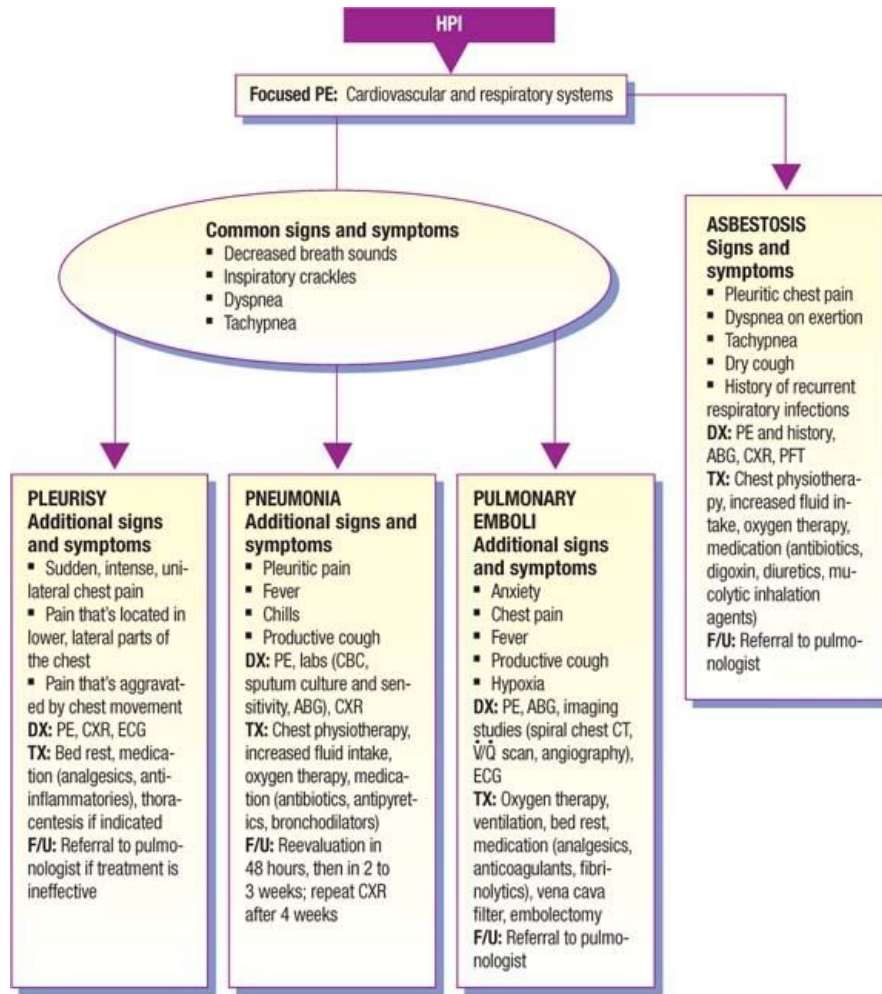 HPI
Focused PE: Cardiovascular and respiratory systems
Common signs and symptoms
▪ Decreased breath sounds
▪ Inspiratory crackles
▪ Dyspnea
▪ Tachypnea
ASBESTOSIS
Signs and
symptoms
▪ Pleuritic chest pain
▪ Dyspnea on exertion
▪ Tachypnea
▪ Dry cough
▪ History of recurrent
respiratory infections
DX: PE and history,
ABG, CXR, PFT
TX: Chest physiothera-
py, increased fluid in-
take, oxygen therapy,
medication (antibiotics,
digoxin, diuretics, mu-
colytic inhalation
agents)
F/U: Referral to pulmo-
nologist
PLEURISY
Additional signs
and symptoms
▪ Sudden, intense, uni-
lateral chest pain
▪ Pain that's located in
lower, lateral parts of
the chest
▪ Pain that's aggravat-
ed by chest movement
DX: PE, CXR, ECG
TX: Bed rest, medica-
tion (analgesics, anti-
inflammatories), thora-
centesis if indicated
F/U: Referral to pulmo-
nologist if treatment is
ineffective
PNEUMONIA
Additional signs and
symptoms
▪ Pleuritic pain
▪ Fever
▪ Chills
▪ Productive cough
DX: PE, labs (CBC,
sputum culture and sen-
sitivity, ABG), CXR
TX: Chest physiotherapy,
increased fluid intake,
oxygen therapy, medica-
tion (antibiotics, antipyret-
ics, bronchodilators)
F/U: Reevaluation in
48 hours, then in 2 to
3 weeks; repeat CXR
after 4 weeks
PULMONARY
EMBOLI
Additional signs
and symptoms
▪ Anxiety
▪ Chest pain
▪ Fever
▪ Productive cough
▪ Hypoxia
DX: PE, ABG, imaging
studies (spiral chest CT,
V̇/Q̇ scan, angiography),
ECG
TX: Oxygen therapy,
ventilation, bed rest,
medication (analgesics,
anticoagulants, fibri-
nolytics), vena cava
filter, embolectomy
F/U: Referral to pulmo-
nologist